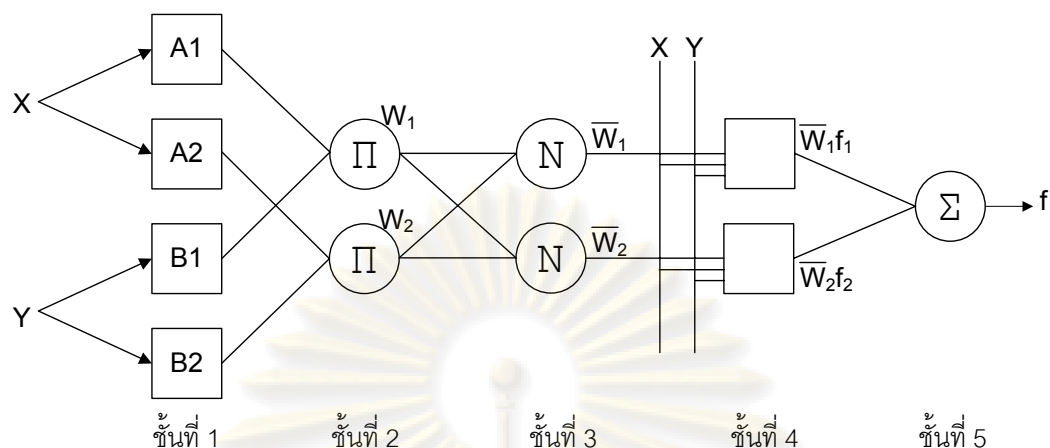 X Y
A1
X
A2
W₁
Π
N
W̅₁
W̅₁f₁
B1
W₂
Π
N
W̅₂
W̅₂f₂
Σ
f
Y
B2
ชั้นที่ 1 ชั้นที่ 2 ชั้นที่ 3 ชั้นที่ 4 ชั้นที่ 5